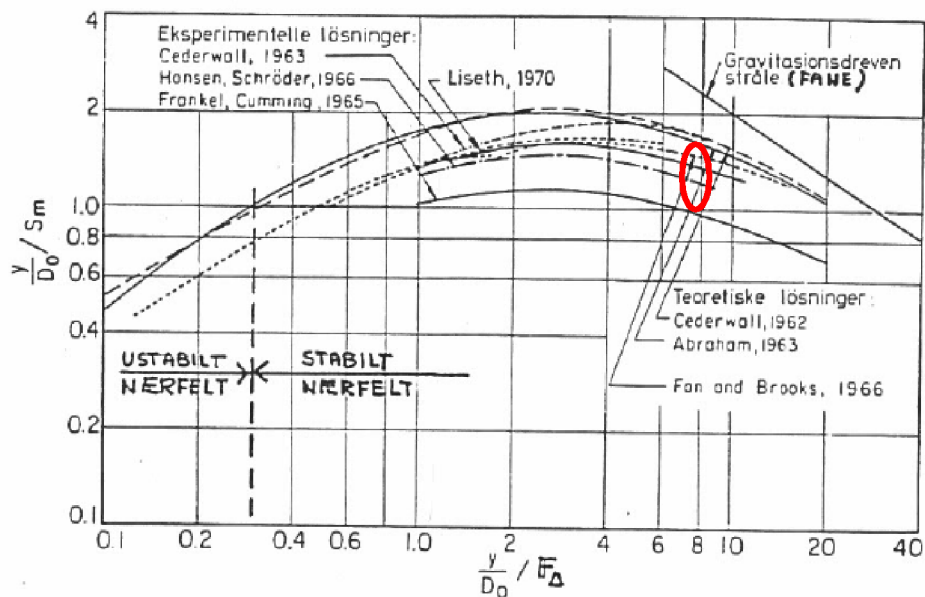 Eksperimentelle lösninger:
Cederwall, 1963
Hansen, Schröder, 1966
Frankel, Cumming, 1965
Liseth, 1970
Gravitasjonsdreven
stråle (FANE)
4
2
1.0
0.8
0.6
0.4
0.2
0.1
y/D₀ / Sm
Teoretiske lösninger:
Cederwall, 1962
Abraham, 1963
Fan and Brooks, 1966
USTABILT STABILT
NÆRFELT NÆRFELT
0.1 0.2 0.4 0.6 1.0 2 4 6 8 10 20 40
y/D₀ / F_Δ